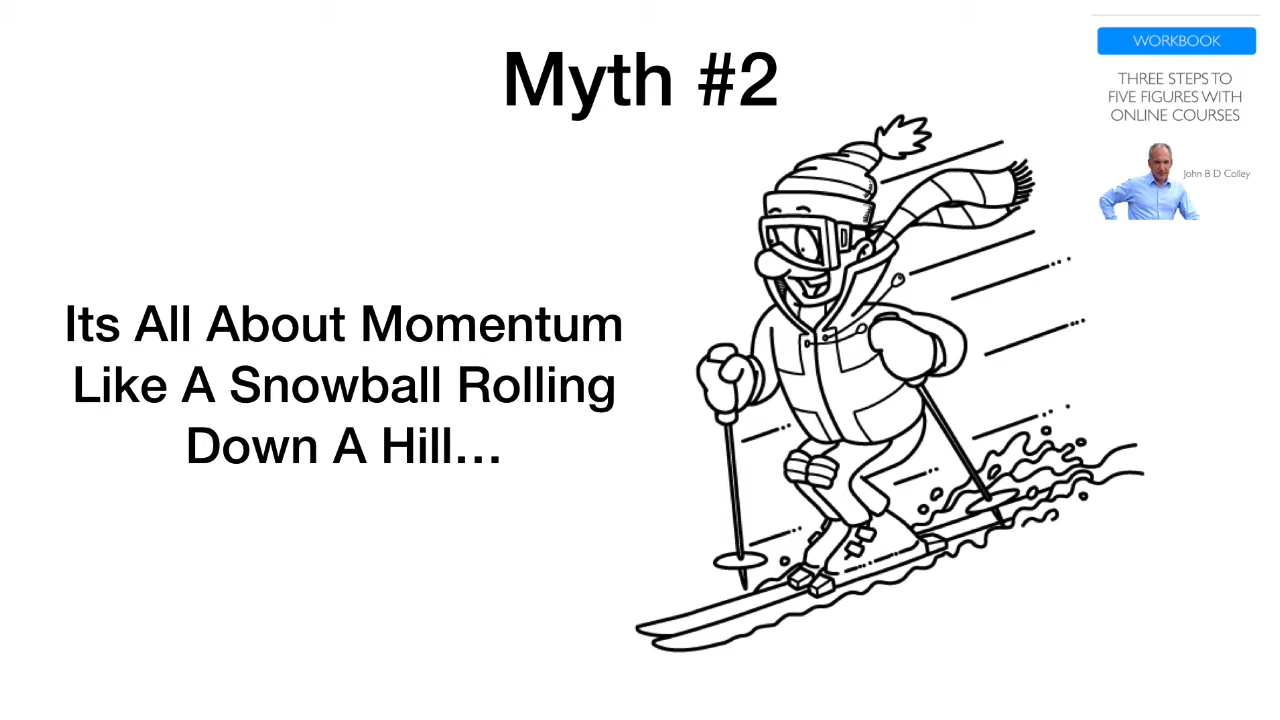 Myth #2
WORKBOOK
THREE STEPS TO
FIVE FIGURES WITH
ONLINE COURSES
John B D Colley
Its All About Momentum
Like A Snowball Rolling
Down A Hill...